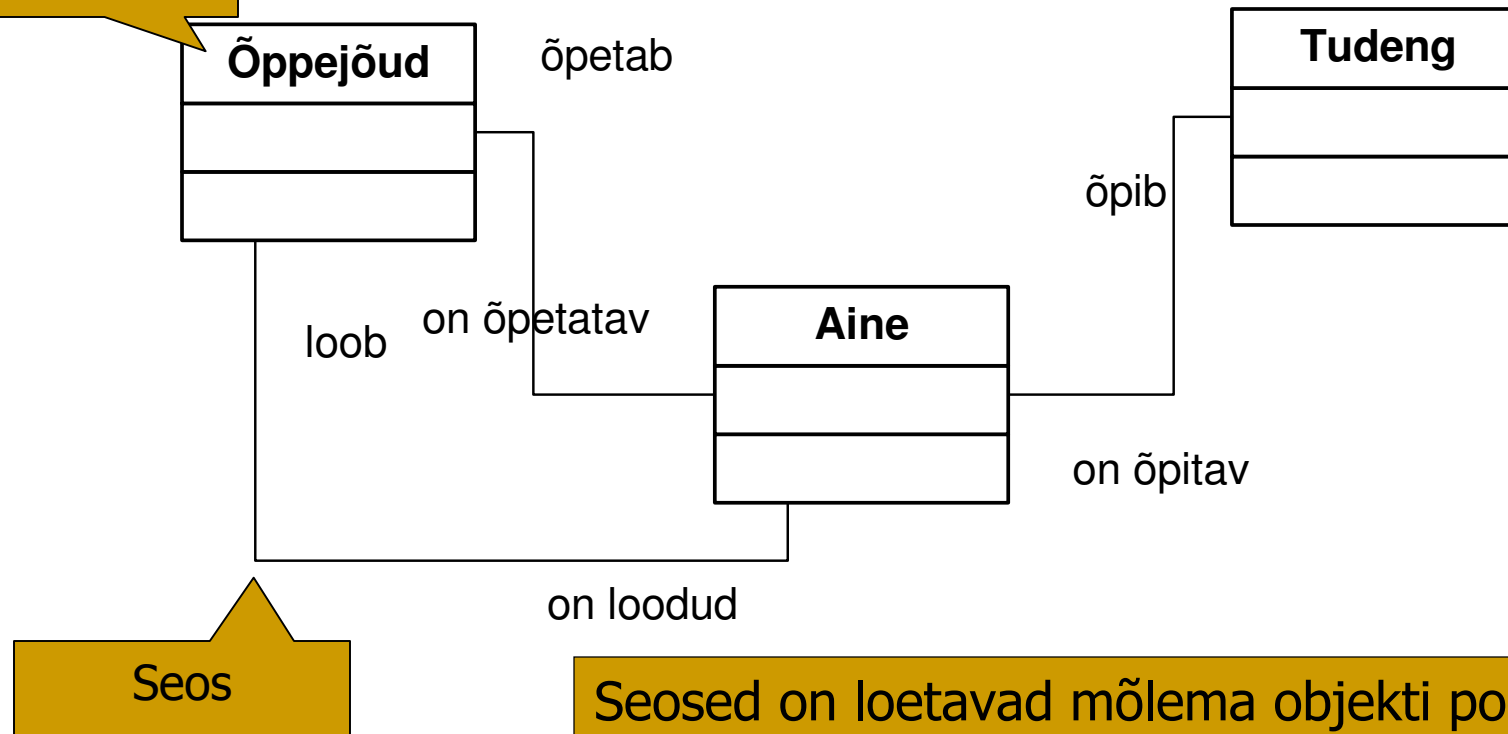 Õppejõud
õpetab
Tudeng
õpib
loob
on õpetatav
Aine
on õpitav
on loodud
Seos
Seosed on loetavad mõlema objekti po